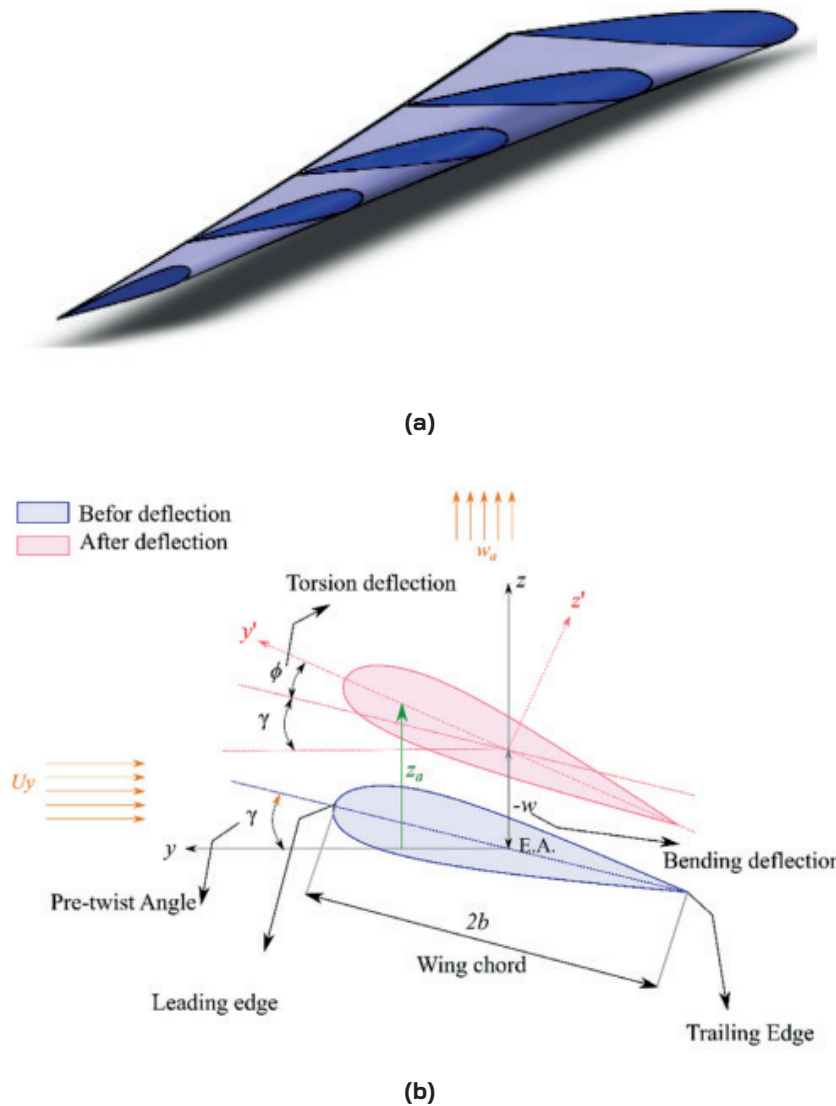 (a)
Befor deflection
After deflection
w_a
Torsion deflection
z
z'
y'
ϕ
γ
z_a
Uy
-w
γ
y
E.A.
Bending deflection
Pre-twist Angle
2b
Wing chord
Leading edge
Trailing Edge
(b)